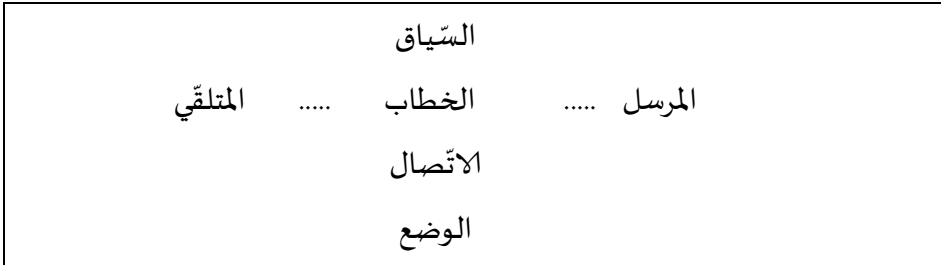 السّياق
المرسل ..... الخطاب ..... المتلقّي
الاتّصال
الوضع